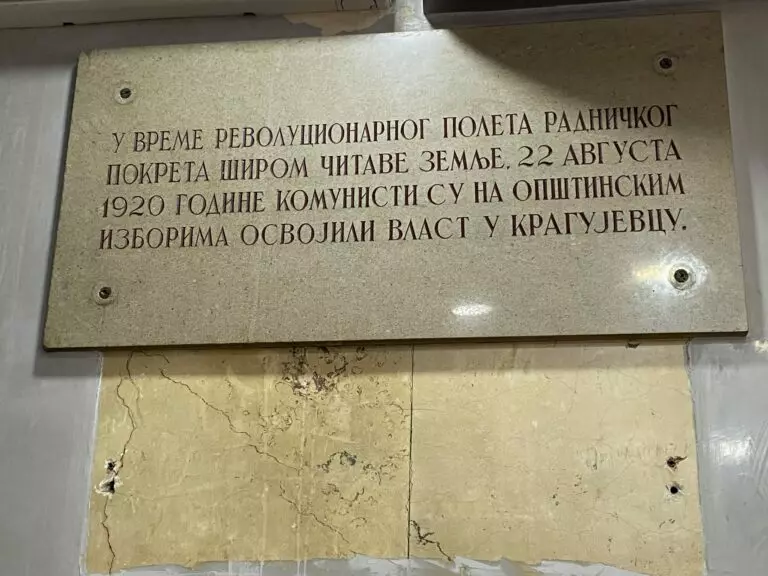 У ВРЕМЕ РЕВОЛУЦИОНАРНОГ ПОЛЕТА РАДНИЧКОГ
ПОКРЕТА ШИРОМ ЧИТАВЕ ЗЕМЉЕ, 22 АВГУСТА
1920 ГОДИНЕ КОМУНИСТИ СУ НА ОПШТИНСКИМ
ИЗБОРИМА ОСВОЈИЛИ ВЛАСТ У КРАГУЈЕВЦУ.